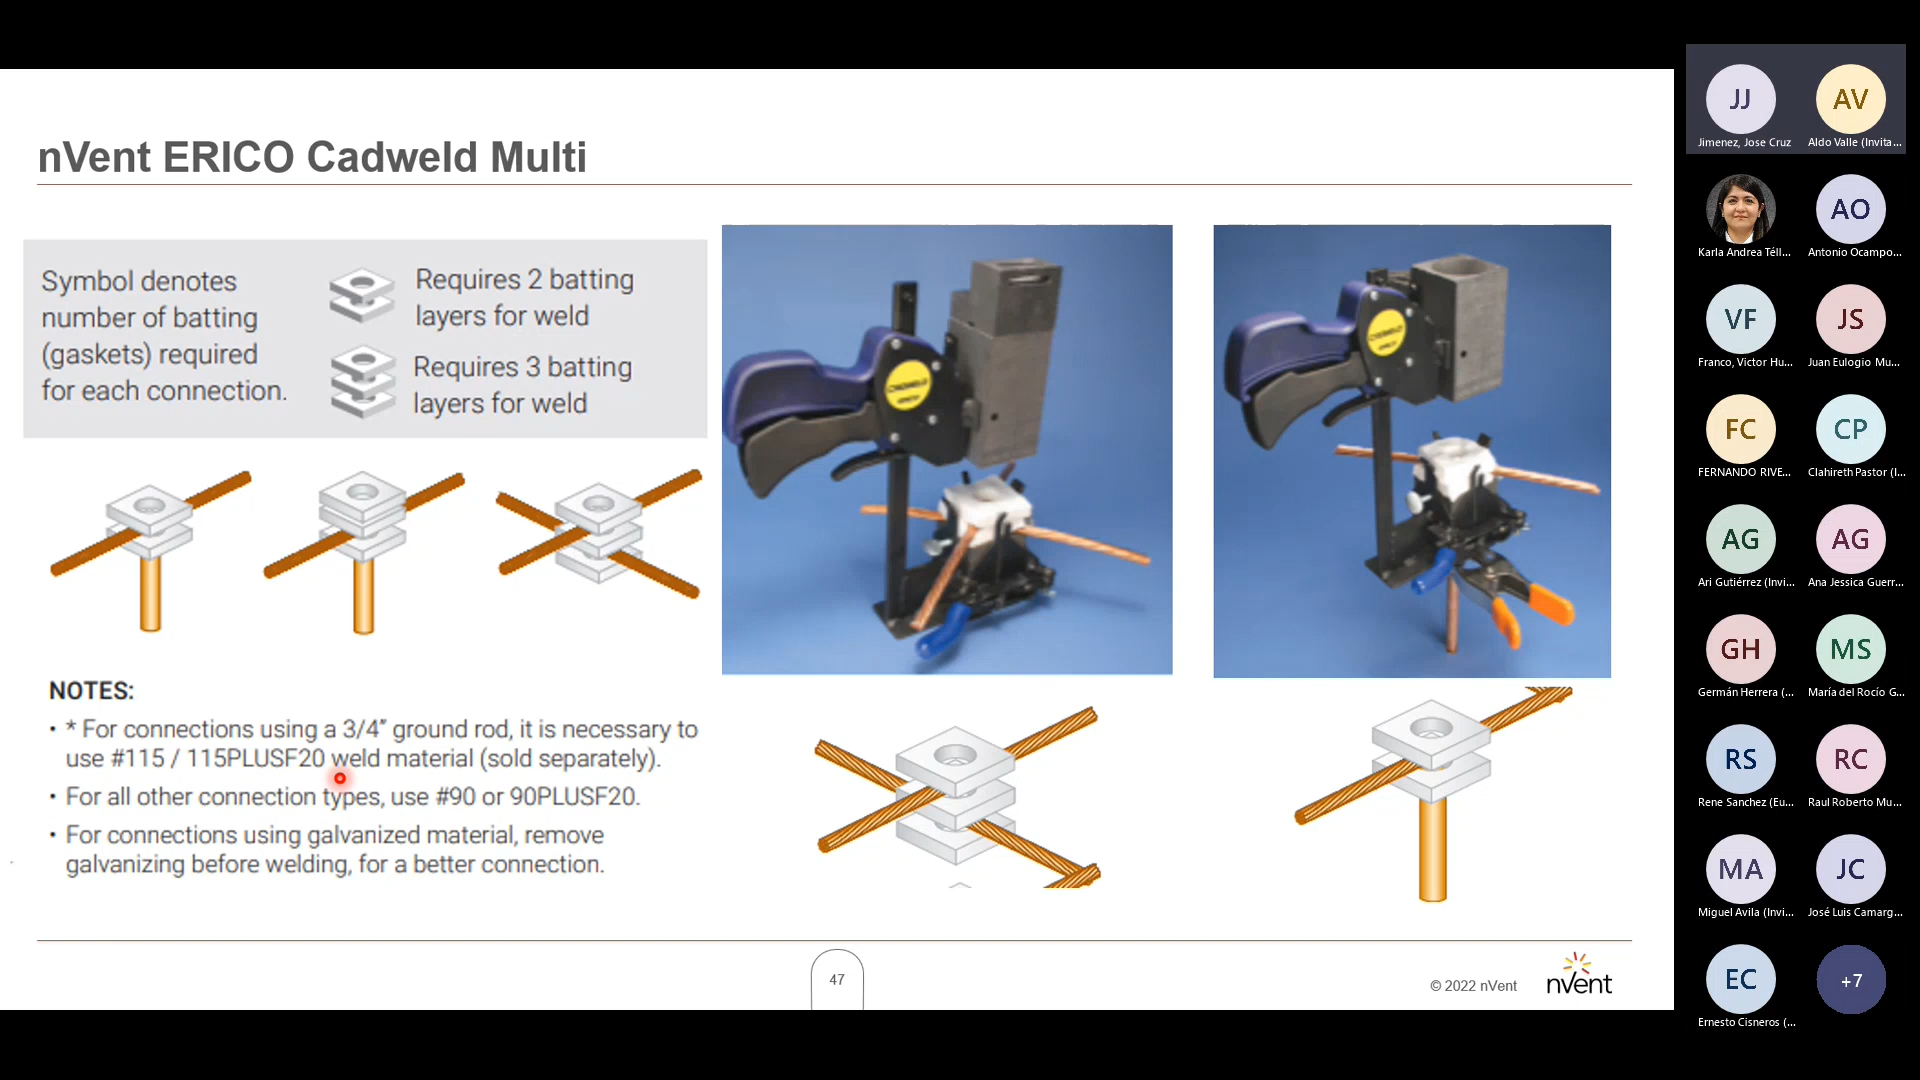 nVent ERICO Cadweld Multi
Symbol denotes
number of batting
(gaskets) required
for each connection.
Requires 2 batting
layers for weld
Requires 3 batting
layers for weld
CADWELD
NOTES:
• * For connections using a 3/4” ground rod, it is necessary to
use #115 / 115PLUSF20 weld material (sold separately).
• For all other connection types, use #90 or 90PLUSF20.
• For connections using galvanized material, remove
galvanizing before welding, for a better connection.
47
© 2022 nVent
nVent
JJ
Jimenez, Jose Cruz
AV
Aldo Valle (Invita...
Karla Andrea Téll...
AO
Antonio Ocampo...
VF
Franco, Victor Hu...
JS
Juan Eulogio Mu...
FC
FERNANDO RIVE...
CP
Clahireth Pastor (I...
AG
Ari Gutiérrez (Invi...
AG
Ana Jessica Guerr...
GH
Germán Herrera (...
MS
María del Rocío G...
RS
Rene Sanchez (Eu...
RC
Raul Roberto Mu...
MA
Miguel Avila (Invi...
JC
José Luis Camarg...
EC
Ernesto Cisneros (...
+7